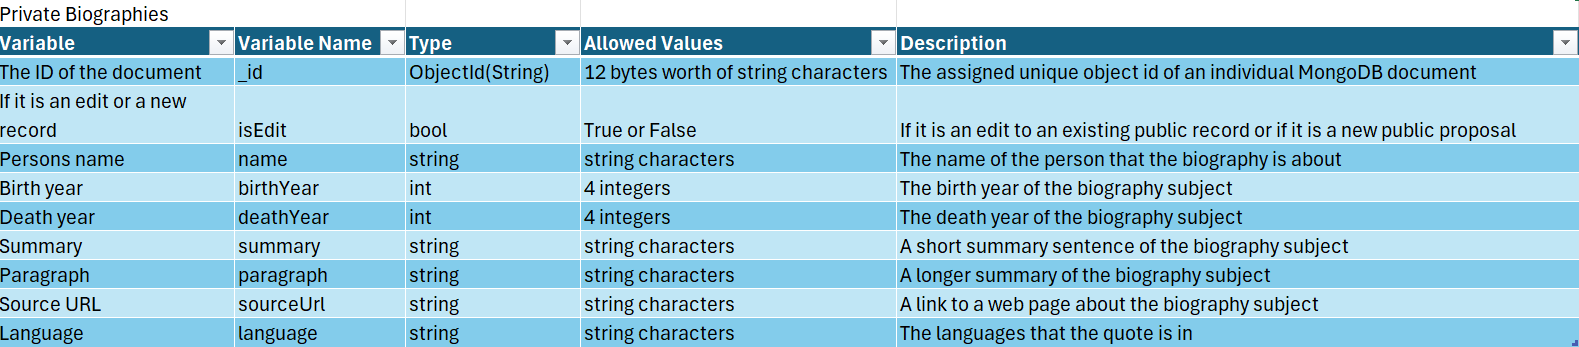 Private Biographies
Variable Variable Name Type Allowed Values Description
The ID of the document _id ObjectId(String) 12 bytes worth of string characters The assigned unique object id of an individual MongoDB document
If it is an edit or a new
record isEdit bool True or False If it is an edit to an existing public record or if it is a new public proposal
Persons name name string string characters The name of the person that the biography is about
Birth year birthYear int 4 integers The birth year of the biography subject
Death year deathYear int 4 integers The death year of the biography subject
Summary summary string string characters A short summary sentence of the biography subject
Paragraph paragraph string string characters A longer summary of the biography subject
Source URL sourceUrl string string characters A link to a web page about the biography subject
Language language string string characters The languages that the quote is in